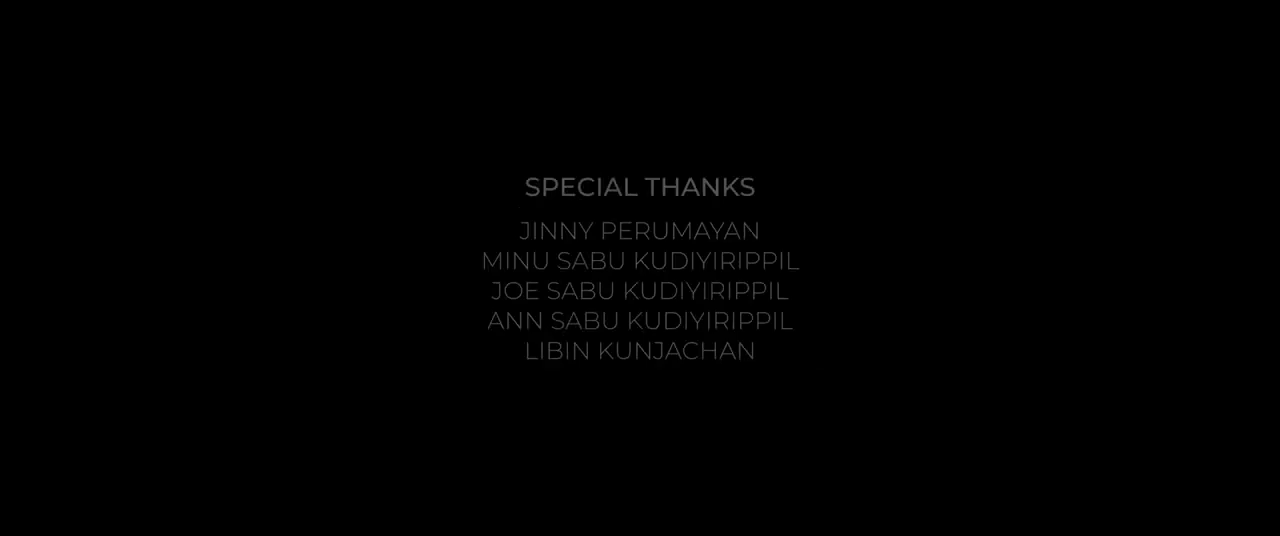 SPECIAL THANKS
JINNY PERUMAYAN
MINU SABU KUDIYIRIPPIL
JOE SABU KUDIYIRIPPIL
ANN SABU KUDIYIRIPPIL
LIBIN KUNJACHAN